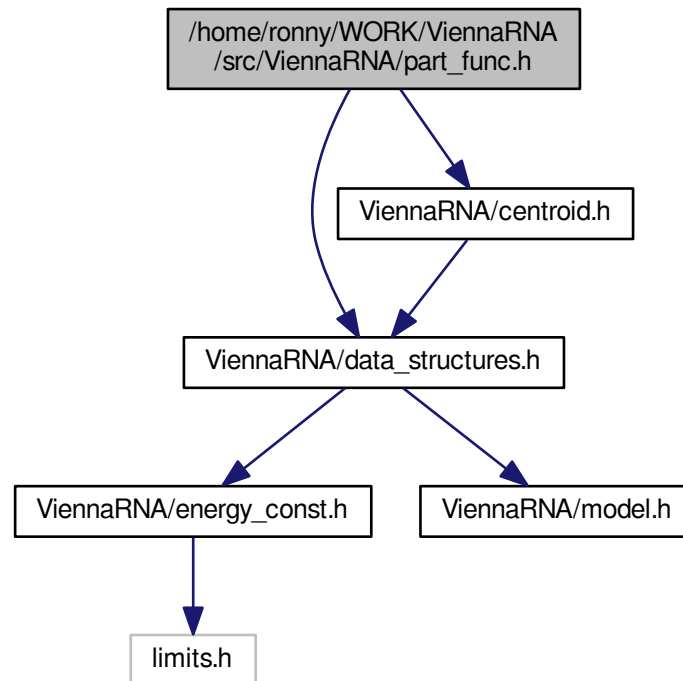 /home/ronny/WORK/ViennaRNA
/src/ViennaRNA/part_func.h
ViennaRNA/centroid.h
ViennaRNA/data_structures.h
ViennaRNA/energy_const.h
ViennaRNA/model.h
limits.h